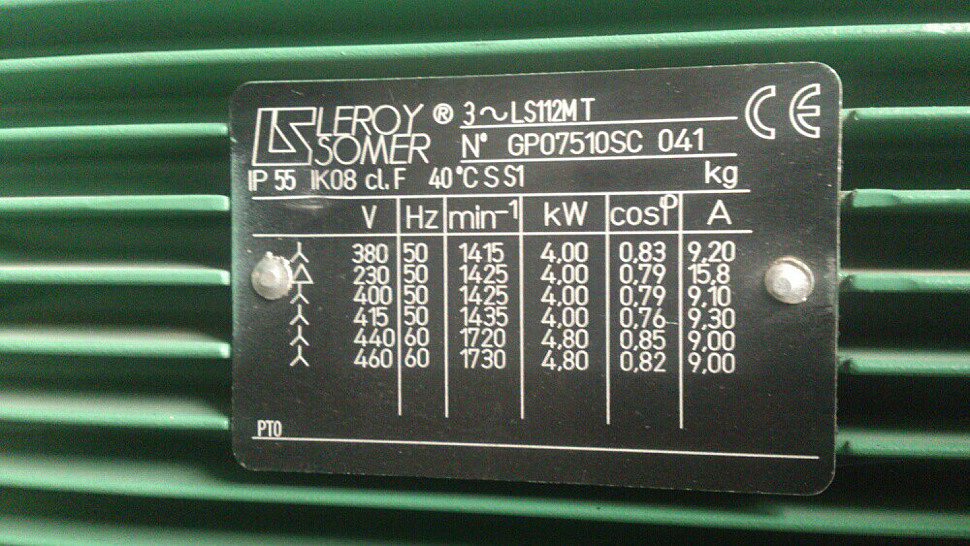 LEROY SOMER ® 3~ LS112M T
N° GP07510SC 041
CE
IP 55 IK08 cl.F 40°C S S1 kg
V Hz min-1 kW cosφ A
380 50 1415 4,00 0,83 9,20
230 50 1425 4,00 0,79 15,8
400 50 1425 4,00 0,79 9,10
415 50 1435 4,00 0,76 9,30
440 60 1720 4,80 0,85 9,00
460 60 1730 4,80 0,82 9,00
PT0